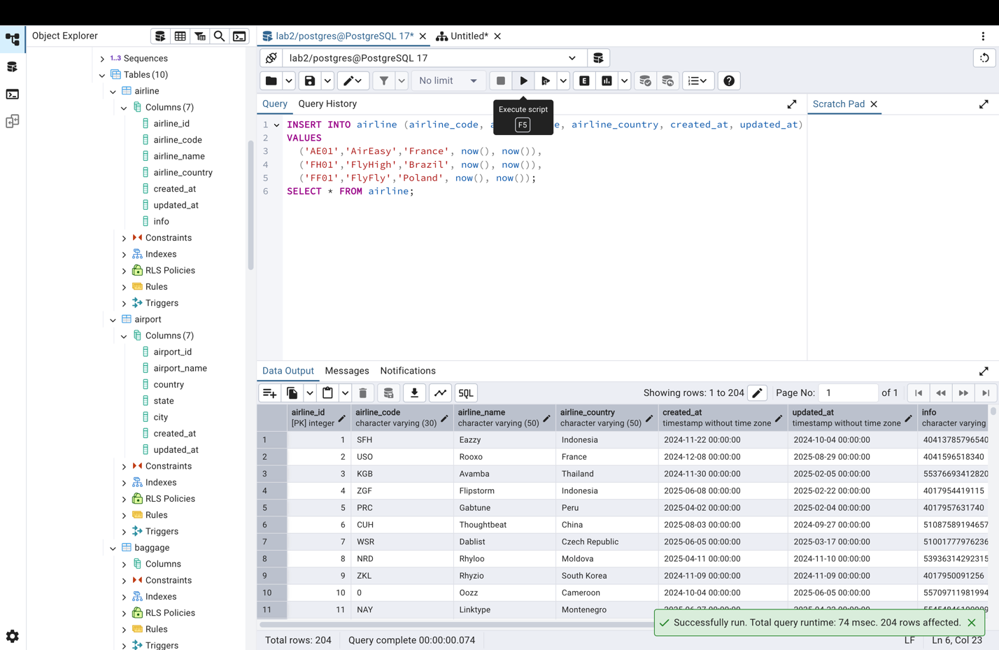 Object Explorer
lab2/postgres@PostgreSQL 17*
Untitled*
lab2/postgres@PostgreSQL 17
No limit
Query
Query History
Scratch Pad
Execute script
F5
1 INSERT INTO airline (airline_code, a e, airline_country, created_at, updated_at)
2 VALUES
3 ('AE01','AirEasy','France', now(), now()),
4 ('FH01','FlyHigh','Brazil', now(), now()),
5 ('FF01','FlyFly','Poland', now(), now());
6 SELECT * FROM airline;
1..3 Sequences
Tables (10)
airline
Columns (7)
airline_id
airline_code
airline_name
airline_country
created_at
updated_at
info
Constraints
Indexes
RLS Policies
Rules
Triggers
airport
Columns (7)
airport_id
airport_name
country
state
city
created_at
updated_at
Constraints
Indexes
RLS Policies
Rules
Triggers
baggage
Columns
Constraints
Indexes
RLS Policies
Rules
Triggers
Data Output
Messages
Notifications
SQL
Showing rows: 1 to 204
Page No: 1 of 1
airline_id airline_code airline_name airline_country created_at updated_at info
[PK] integer character varying (30) character varying (50) character varying (50) timestamp without time zone timestamp without time zone character varying
1 1 SFH Eazzy Indonesia 2024-11-22 00:00:00 2024-10-04 00:00:00 40413785796540
2 2 USO Rooxo France 2024-12-08 00:00:00 2025-08-29 00:00:00 4041596518340
3 3 KGB Avamba Thailand 2024-11-30 00:00:00 2025-02-05 00:00:00 55376693412820
4 4 ZGF Flipstorm Indonesia 2025-06-08 00:00:00 2025-02-22 00:00:00 4017954419115
5 5 PRC Gabtune Peru 2025-04-02 00:00:00 2025-02-04 00:00:00 4017957631740
6 6 CUH Thoughtbeat China 2025-08-03 00:00:00 2024-09-27 00:00:00 51087589194657
7 7 WSR Dablist Czech Republic 2025-06-05 00:00:00 2025-03-17 00:00:00 51001777976236
8 8 NRD Rhyloo Moldova 2025-04-11 00:00:00 2024-11-10 00:00:00 53936314292315
9 9 ZKL Rhyzio South Korea 2024-11-09 00:00:00 2024-11-09 00:00:00 4017950091256
10 10 0 Oozz Cameroon 2024-10-04 00:00:00 2025-06-05 00:00:00 55709711981994
11 11 NAY Linktype Montenegro
Successfully run. Total query runtime: 74 msec. 204 rows affected.
Total rows: 204
Query complete 00:00:00.074
LF
Ln 6, Col 23